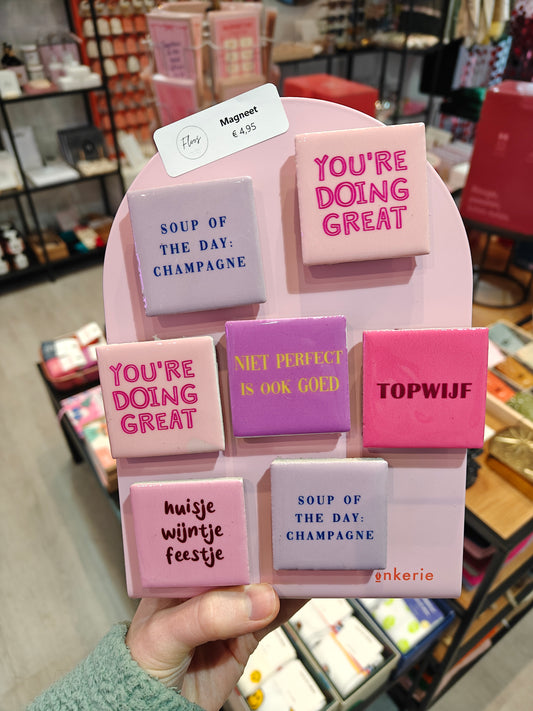 Flors
Magneet
€ 4,95
YOU'RE
DOING
GREAT
SOUP OF
THE DAY:
CHAMPAGNE
YOU'RE
DOING
GREAT
NIET PERFECT
IS OOK GOED
TOPWIJF
huisje
wijntje
feestje
SOUP OF
THE DAY:
CHAMPAGNE
inkerie